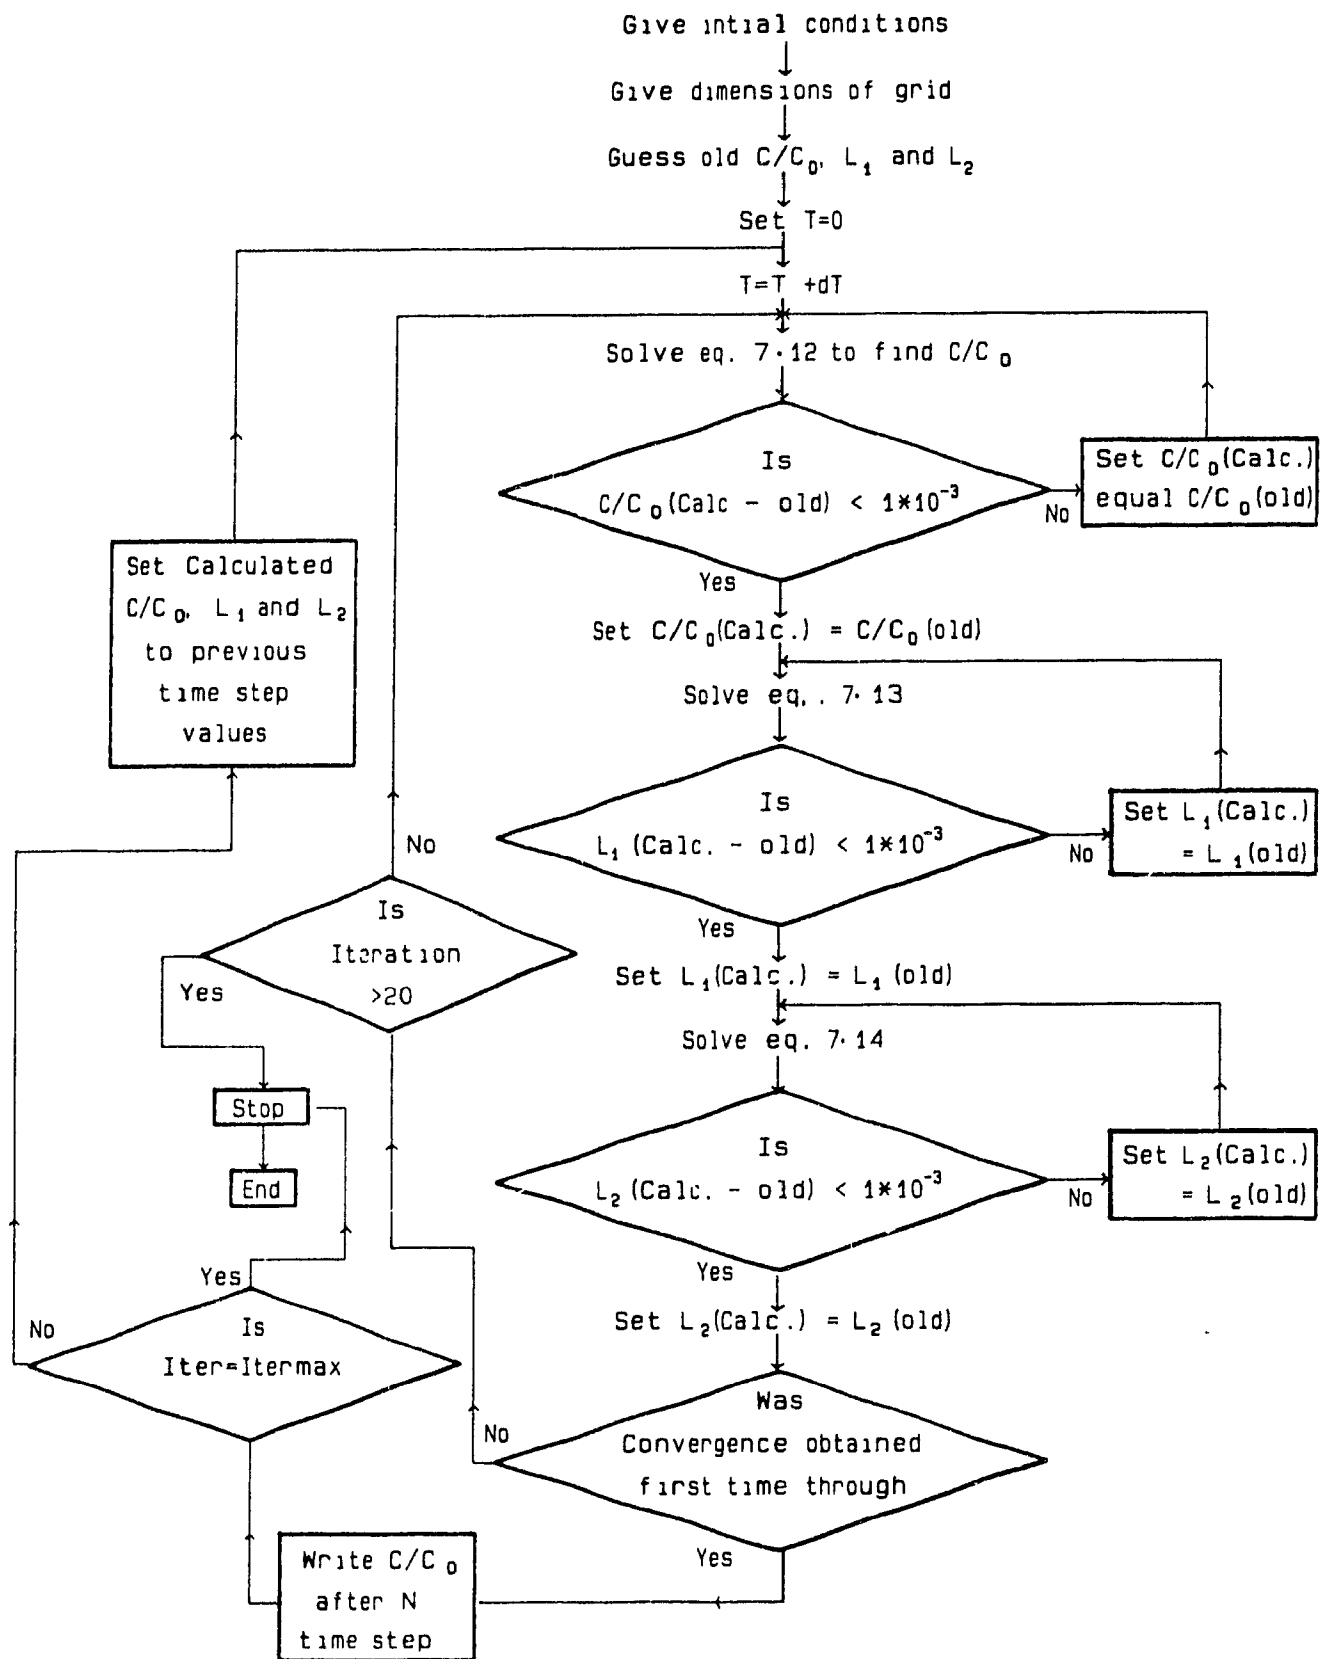 Give intial conditions
Give dimensions of grid
Guess old C/C₀, L₁ and L₂
Set T=0
T=T +dT
Solve eq. 7·12 to find C/C₀
Is
C/C₀(Calc - old) < 1*10⁻³
No
Set C/C₀(Calc.)
equal C/C₀(old)
Yes
Set C/C₀(Calc.) = C/C₀(old)
Solve eq, . 7·13
Is
L₁(Calc. - old) < 1*10⁻³
No
Set L₁(Calc.)
= L₁(old)
Yes
Set L₁(Calc.) = L₁(old)
Solve eq. 7·14
Is
L₂(Calc. - old) < 1*10⁻³
No
Set L₂(Calc.)
= L₂(old)
Yes
Set L₂(Calc.) = L₂(old)
Was
Convergence obtained
first time through
No
Yes
Set Calculated
C/C₀, L₁ and L₂
to previous
time step
values
No
Is
Iteration
>20
Yes
Stop
End
Yes
No
Is
Iter=Itermax
Write C/C₀
after N
time step